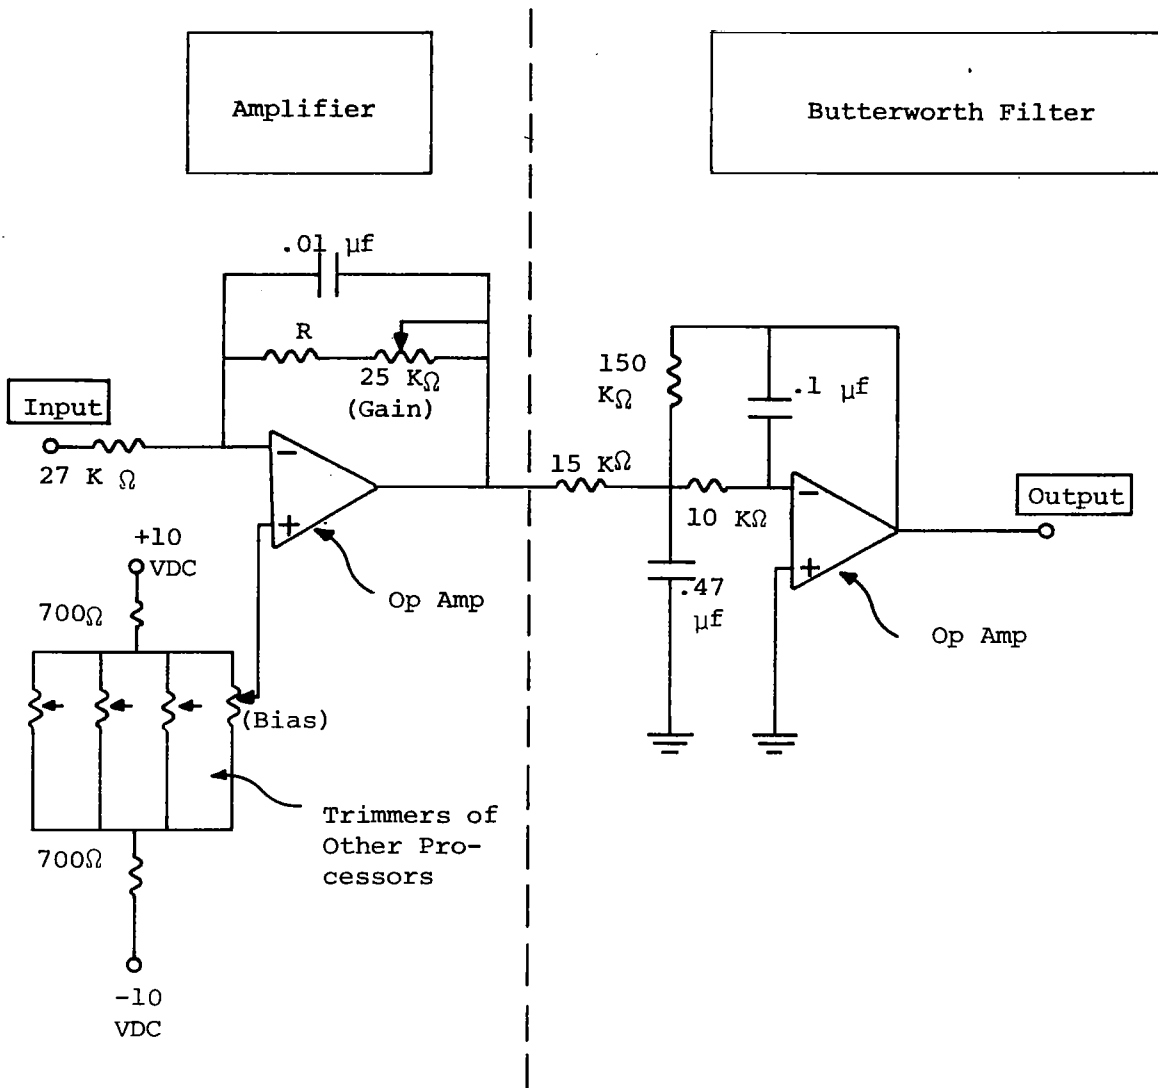 Amplifier
Butterworth Filter
.01 µf
R
25 KΩ
(Gain)
Input
27 K Ω
−
+
+10
VDC
700Ω
(Bias)
700Ω
-10
VDC
Op Amp
Trimmers of
Other Pro-
cessors
150
KΩ
.1 µf
15 KΩ
10 KΩ
−
+
.47
µf
Output
Op Amp